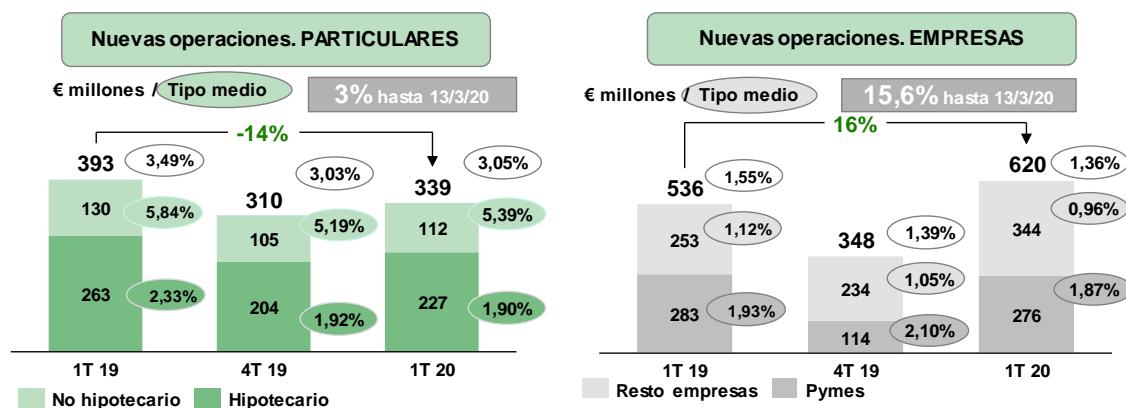 Nuevas operaciones. PARTICULARES
€ millones / Tipo medio
3% hasta 13/3/20
-14%
393
3,49%
310
3,03%
339
3,05%
130
5,84%
105
5,19%
112
5,39%
263
2,33%
204
1,92%
227
1,90%
1T 19
4T 19
1T 20
No hipotecario
Hipotecario
Nuevas operaciones. EMPRESAS
€ millones / Tipo medio
15,6% hasta 13/3/20
16%
536
1,55%
348
1,39%
620
1,36%
253
1,12%
234
1,05%
344
0,96%
283
1,93%
114
2,10%
276
1,87%
1T 19
4T 19
1T 20
Resto empresas
Pymes